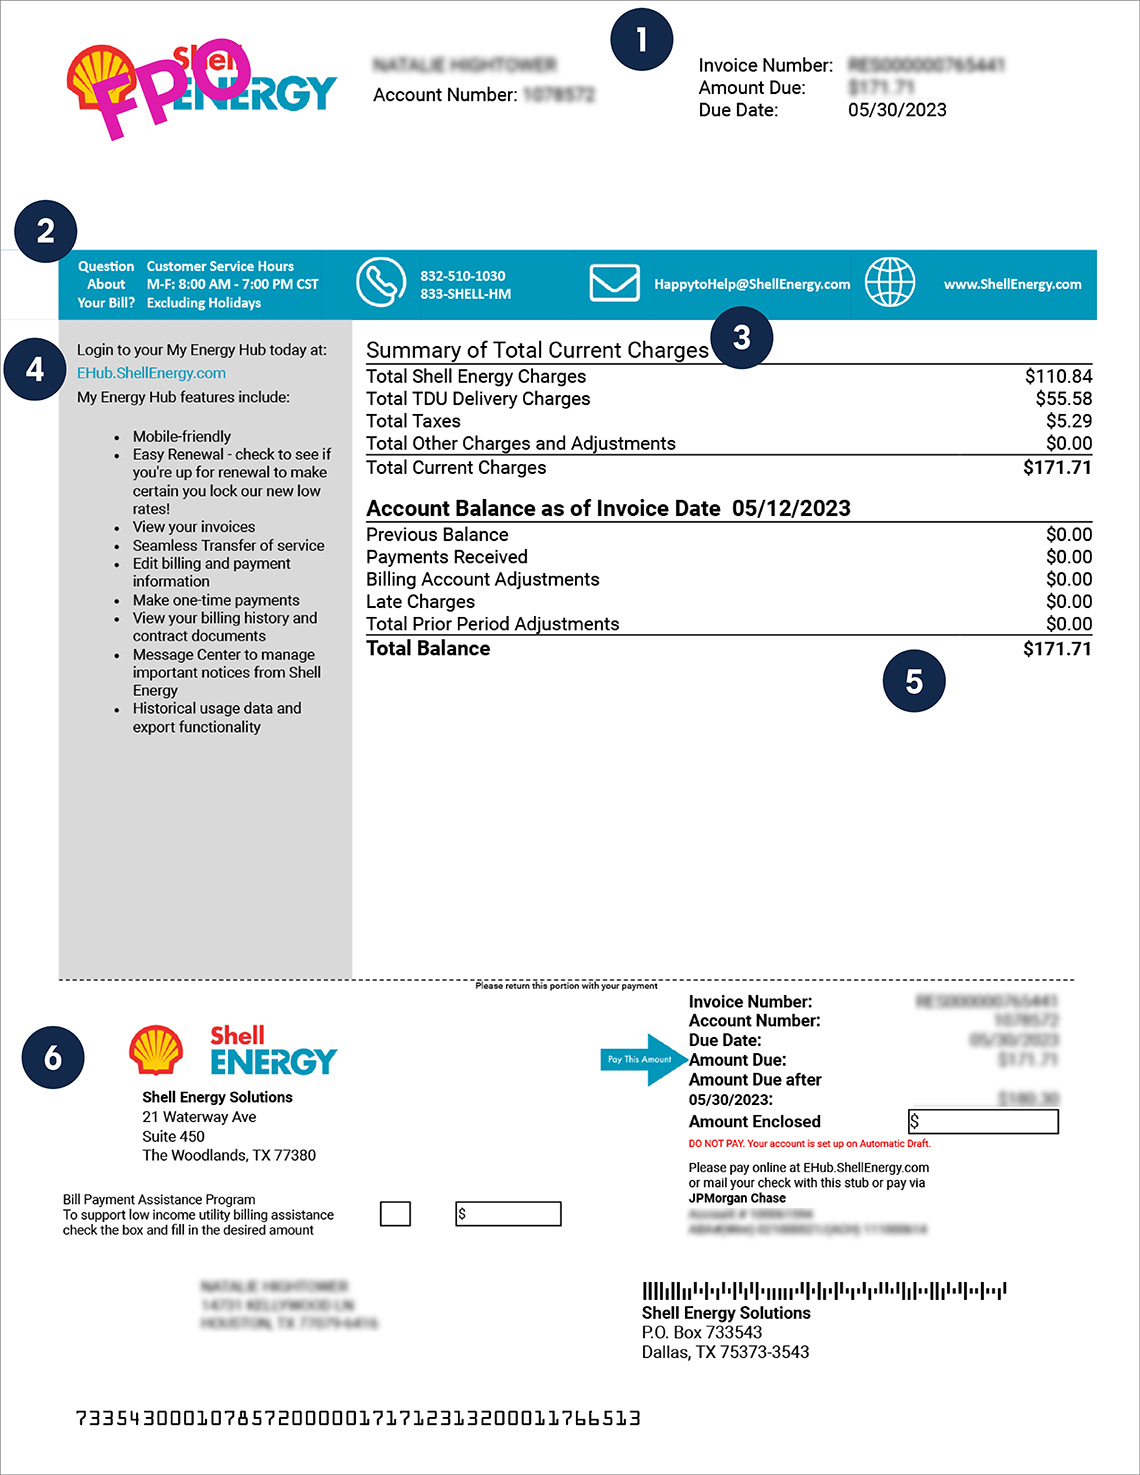 1
Shell
ENERGY
FPO
Account Number:
Invoice Number:
Amount Due:
Due Date: 05/30/2023
2
Question About Your Bill?
Customer Service Hours
M-F: 8:00 AM - 7:00 PM CST
Excluding Holidays
832-510-1030
833-SHELL-HM
HappytoHelp@ShellEnergy.com
www.ShellEnergy.com
3
4
Login to your My Energy Hub today at:
EHub.ShellEnergy.com
My Energy Hub features include:
• Mobile-friendly
• Easy Renewal - check to see if
you're up for renewal to make
certain you lock our new low
rates!
• View your invoices
• Seamless Transfer of service
• Edit billing and payment
information
• Make one-time payments
• View your billing history and
contract documents
• Message Center to manage
important notices from Shell
Energy
• Historical usage data and
export functionality
Summary of Total Current Charges
Total Shell Energy Charges $110.84
Total TDU Delivery Charges $55.58
Total Taxes $5.29
Total Other Charges and Adjustments $0.00
Total Current Charges $171.71
Account Balance as of Invoice Date 05/12/2023
Previous Balance $0.00
Payments Received $0.00
Billing Account Adjustments $0.00
Late Charges $0.00
Total Prior Period Adjustments $0.00
Total Balance $171.71
5
Please return this portion with your payment
6
Shell
ENERGY
Shell Energy Solutions
21 Waterway Ave
Suite 450
The Woodlands, TX 77380
Pay This Amount
Invoice Number:
Account Number:
Due Date:
Amount Due:
Amount Due after
05/30/2023:
Amount Enclosed $
DO NOT PAY. Your account is set up on Automatic Draft.
Please pay online at EHub.ShellEnergy.com
or mail your check with this stub or pay via
JPMorgan Chase
Bill Payment Assistance Program
To support low income utility billing assistance
check the box and fill in the desired amount
$
Shell Energy Solutions
P.O. Box 733543
Dallas, TX 75373-3543
733543000107857200000171712313200011766513